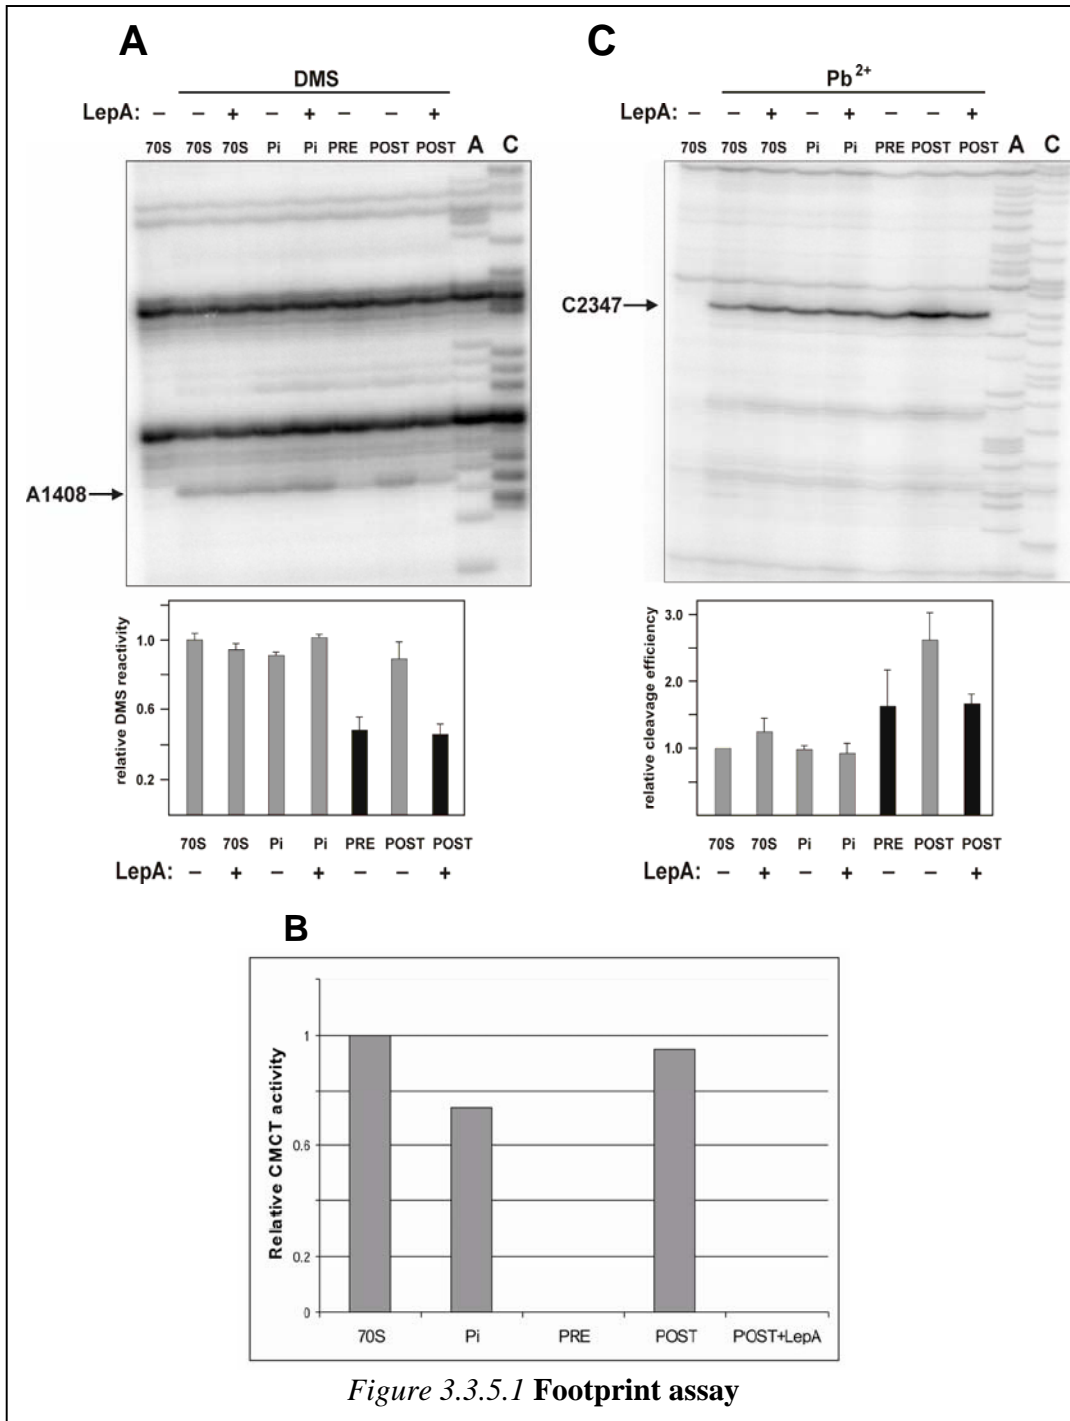 A
DMS
LepA: – – + – + – – +
70S 70S 70S Pi Pi PRE POST POST A C
A1408
relative DMS reactivity
1.0
0.6
0.2
70S 70S Pi Pi PRE POST POST
LepA: – + – + – – +
C
Pb2+
LepA: – – + – + – – +
70S 70S 70S Pi Pi PRE POST POST A C
C2347
relative cleavage efficiency
3.0
2.0
1.0
70S 70S Pi Pi PRE POST POST
LepA: – + – + – – +
B
Relative CMCT activity
1
0.6
0.2
0
70S Pi PRE POST POST+LepA
Figure 3.3.5.1 Footprint assay